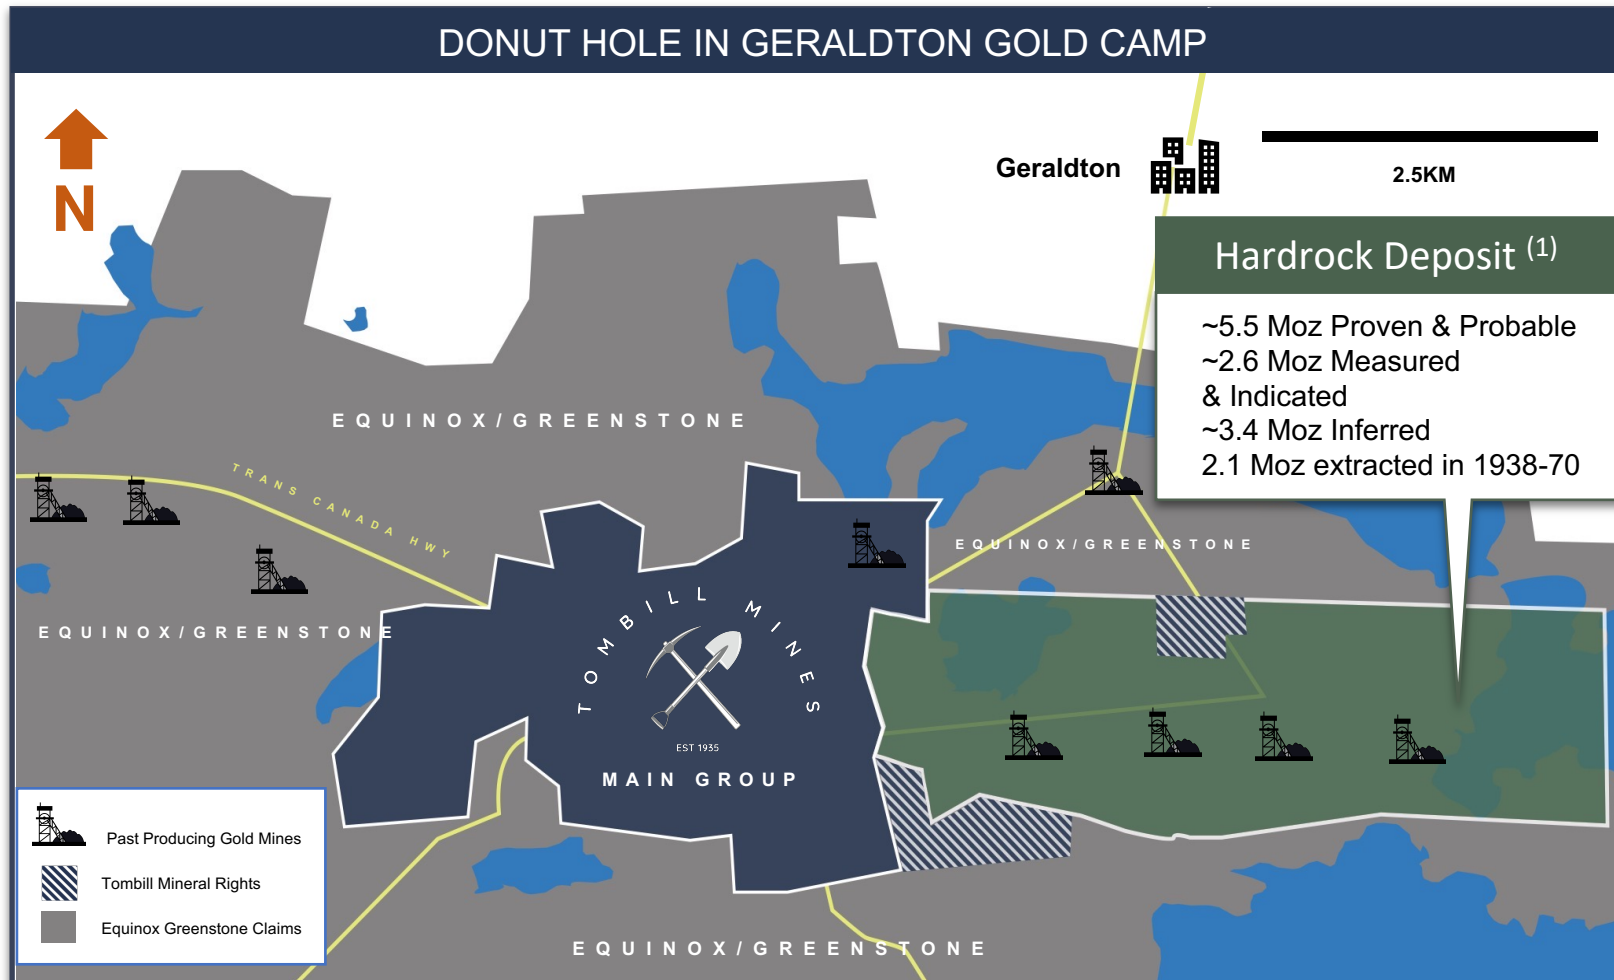 DONUT HOLE IN GERALDTON GOLD CAMP
N
Geraldton
2.5KM
Hardrock Deposit (1)
~5.5 Moz Proven & Probable
~2.6 Moz Measured
& Indicated
~3.4 Moz Inferred
2.1 Moz extracted in 1938-70
EQUINOX/GREENSTONE
TRANS CANADA HWY
EQUINOX/GREENSTONE
EQUINOX/GREENSTONE
TOMBILL MINES
EST 1935
MAIN GROUP
Past Producing Gold Mines
Tombill Mineral Rights
Equinox Greenstone Claims
EQUINOX/GREENSTONE